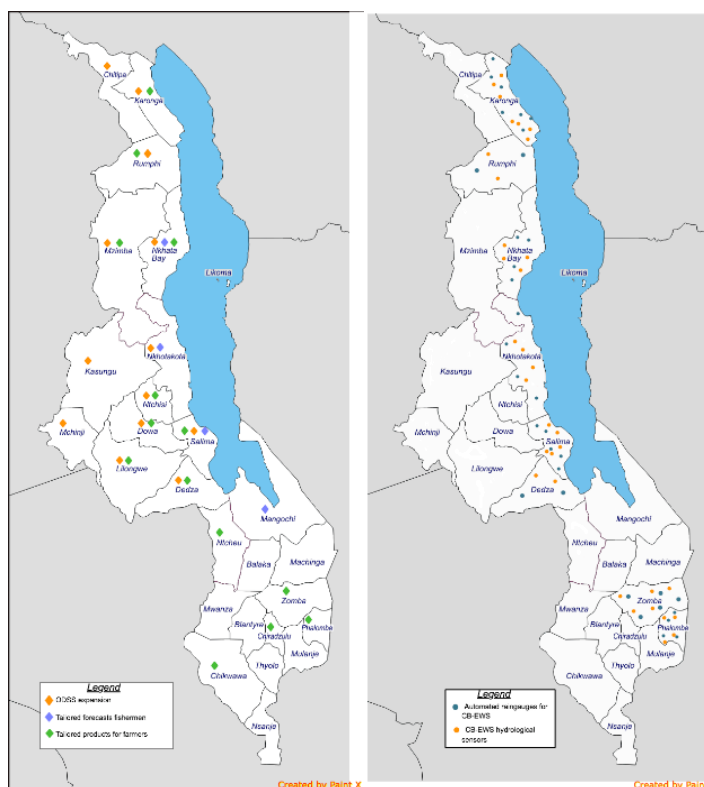 Chitipa
Karonga
Rumphi
Mzimba
Nkhata
Bay
Likoma
Nkhotakota
Kasungu
Ntchisi
Dowa
Mchinji
Salima
Lilongwe
Dedza
Mangochi
Ntcheu
Balaka
Machinga
Zomba
Mwanza
Blantyre
Phalombe
Chiradzulu
Mulanje
Thyolo
Chikwawa
Nsanje
Legend
ODSS expansion
Tailored forecasts fishermen
Tailored products for farmers
Created by Paint X
Chitipa
Karonga
Rumphi
Mzimba
Nkhata
Bay
Likoma
Nkhotakota
Kasungu
Ntchisi
Dowa
Mchinji
Salima
Lilongwe
Dedza
Mangochi
Ntcheu
Balaka
Machinga
Zomba
Mwanza
Blantyre
Phalombe
Chiradzulu
Mulanje
Thyolo
Chikwawa
Nsanje
Legend
Automated raingauges for
CB-EWS
CB-EWS hydrological
sensors
Created by Paint